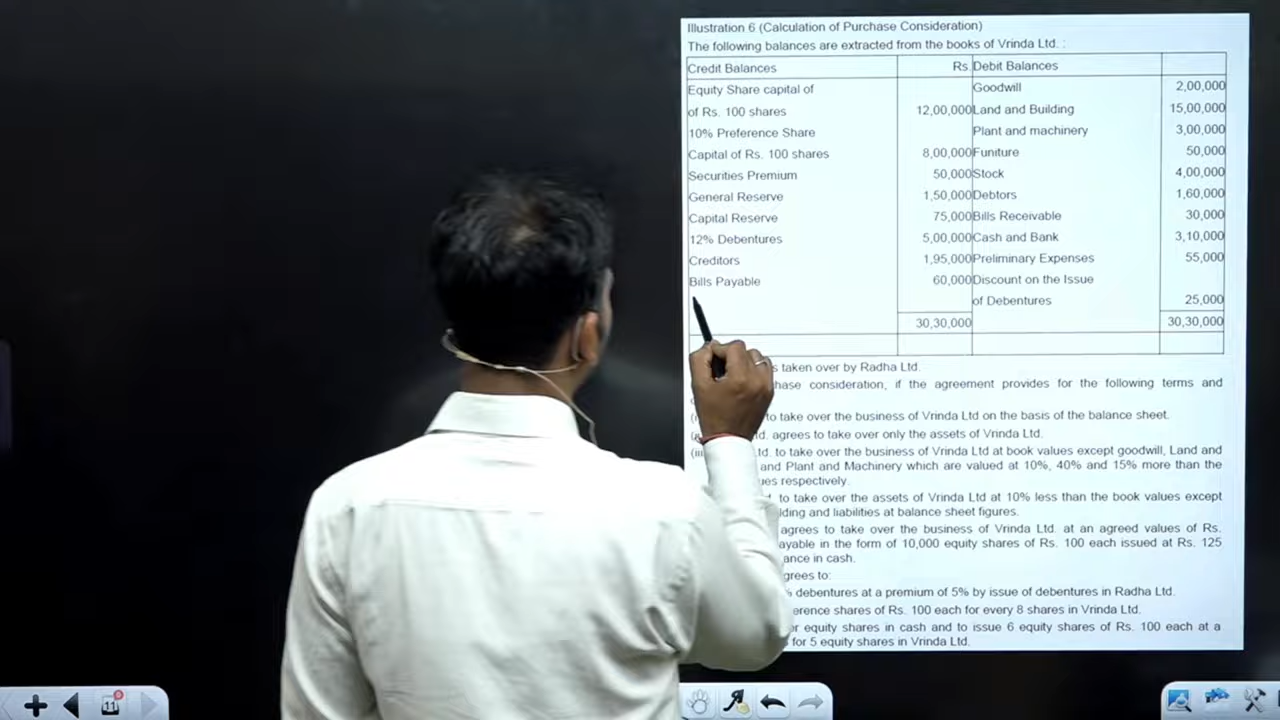 Illustration 6 (Calculation of Purchase Consideration)
The following balances are extracted from the books of Vrinda Ltd. :
Credit Balances Rs. Debit Balances
Equity Share capital of Goodwill 2,00,000
of Rs. 100 shares 12,00,000 Land and Building 15,00,000
10% Preference Share Plant and machinery 3,00,000
Capital of Rs. 100 shares 8,00,000 Funiture 50,000
Securities Premium 50,000 Stock 4,00,000
General Reserve 1,50,000 Debtors 1,60,000
Capital Reserve 75,000 Bills Receivable 30,000
12% Debentures 5,00,000 Cash and Bank 3,10,000
Creditors 1,95,000 Preliminary Expenses 55,000
Bills Payable 60,000 Discount on the Issue
of Debentures 25,000
30,30,000 30,30,000
taken over by Radha Ltd.
consideration, if the agreement provides for the following terms and
to take over the business of Vrinda Ltd on the basis of the balance sheet.
agrees to take over only the assets of Vrinda Ltd.
to take over the business of Vrinda Ltd at book values except goodwill, Land and
and Plant and Machinery which are valued at 10%, 40% and 15% more than the
respectively.
to take over the assets of Vrinda Ltd at 10% less than the book values except
and liabilities at balance sheet figures.
agrees to take over the business of Vrinda Ltd. at an agreed values of Rs.
in the form of 10,000 equity shares of Rs. 100 each issued at Rs. 125
in cash.
to:
debentures at a premium of 5% by issue of debentures in Radha Ltd.
shares of Rs. 100 each for every 8 shares in Vrinda Ltd.
equity shares in cash and to issue 6 equity shares of Rs. 100 each at a
for 5 equity shares in Vrinda Ltd.
11